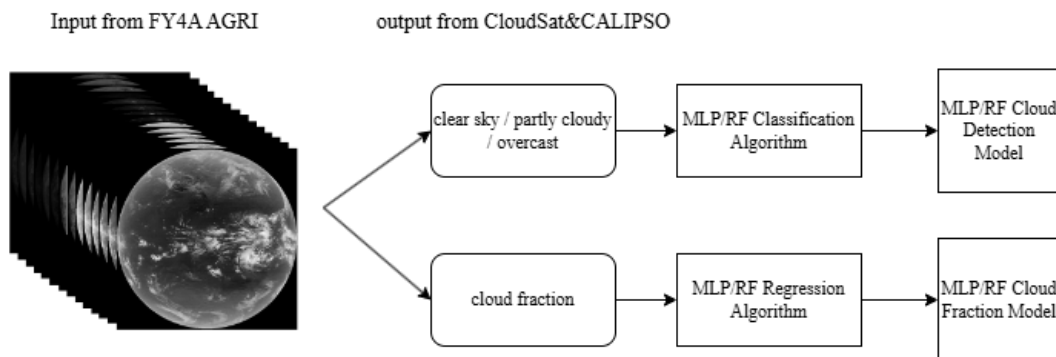 Input from FY4A AGRI
output from CloudSat&CALIPSO
clear sky / partly cloudy
/ overcast
MLP/RF Classification
Algorithm
MLP/RF Cloud
Detection
Model
cloud fraction
MLP/RF Regression
Algorithm
MLP/RF Cloud
Fraction Model